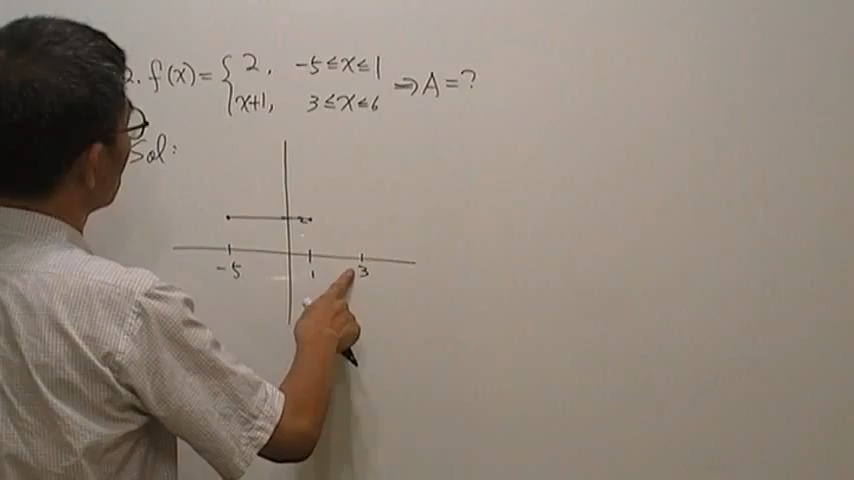 2. f(x) = { 2, -5 ≤ x ≤ 1
x+1, 3 ≤ x ≤ 6 ⇒ A = ?
Sol:
2
-5 1 3